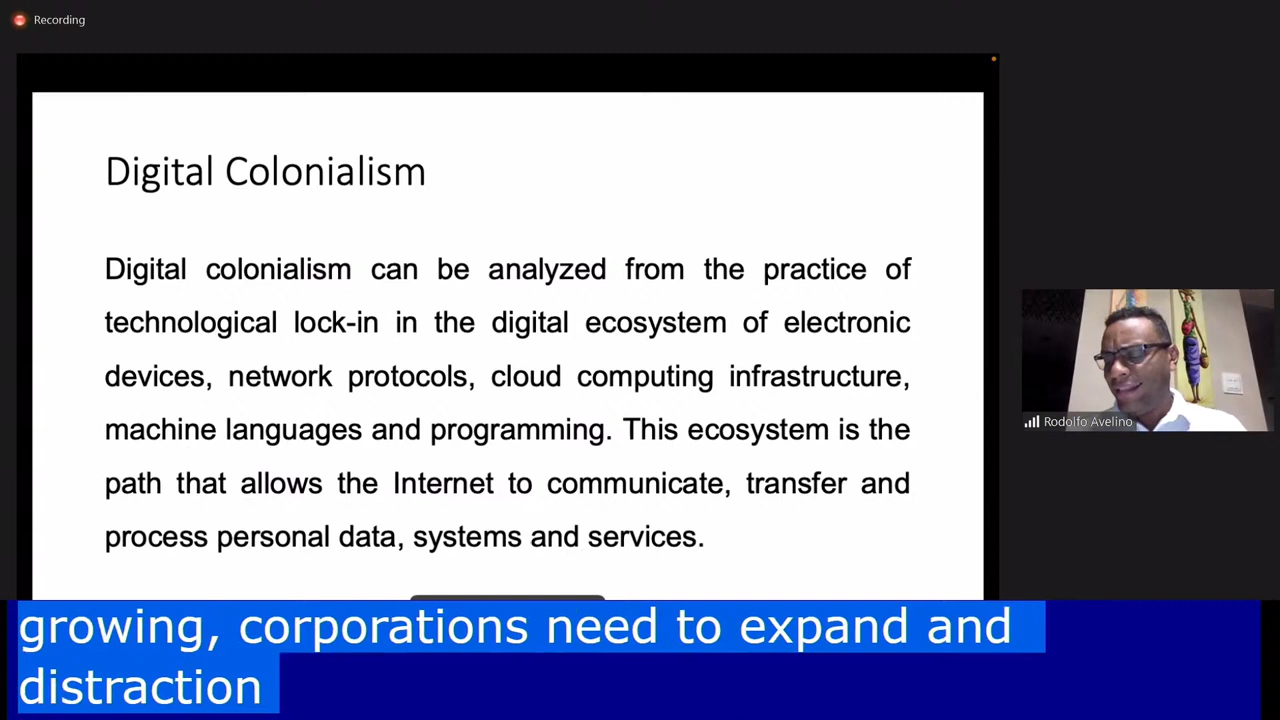 Recording
Digital Colonialism
Digital colonialism can be analyzed from the practice of
technological lock-in in the digital ecosystem of electronic
devices, network protocols, cloud computing infrastructure,
machine languages and programming. This ecosystem is the
path that allows the Internet to communicate, transfer and
process personal data, systems and services.
Rodolfo Avelino
growing, corporations need to expand and
distraction